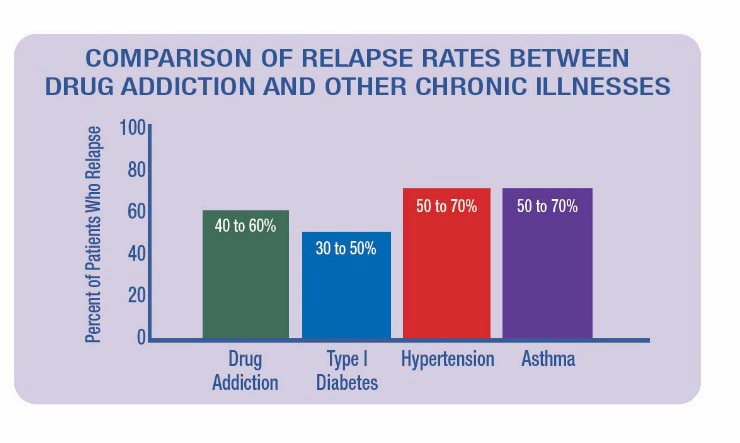 COMPARISON OF RELAPSE RATES BETWEEN
DRUG ADDICTION AND OTHER CHRONIC ILLNESSES
Percent of Patients Who Relapse
100
80
60
40
20
0
40 to 60%
30 to 50%
50 to 70%
50 to 70%
Drug
Addiction
Type I
Diabetes
Hypertension
Asthma